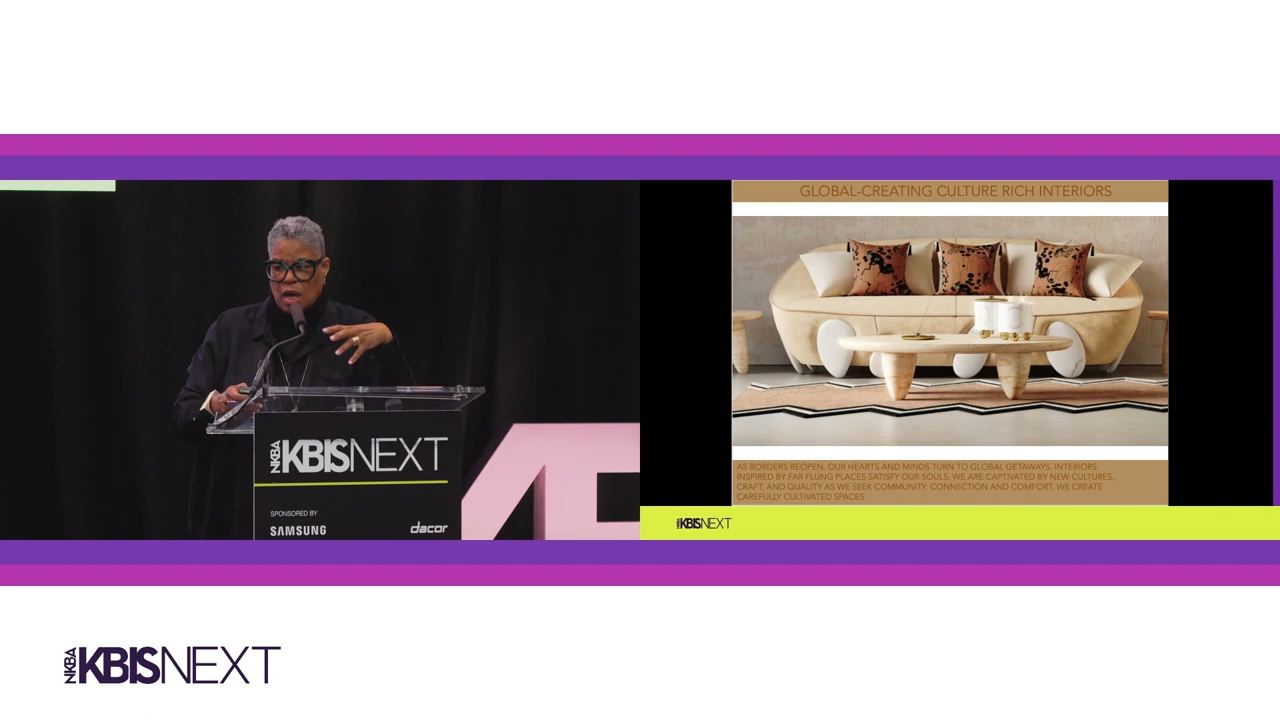 GLOBAL-CREATING CULTURE RICH INTERIORS
NKBA KBISNEXT
SPONSORED BY
SAMSUNG
dacor
AS BORDERS REOPEN. OUR HEARTS AND MINDS TURN TO GLOBAL GETAWAYS. INTERIORS
INSPIRED BY FAR FLUNG PLACES SATISFY OUR SOULS. WE ARE CAPTIVATED BY NEW CULTURES,
CRAFT, AND QUALITY AS WE SEEK COMMUNITY. CONNECTION AND COMFORT. WE CREATE
CAREFULLY CULTIVATED SPACES.
NKBA KBISNEXT
NKBA KBISNEXT